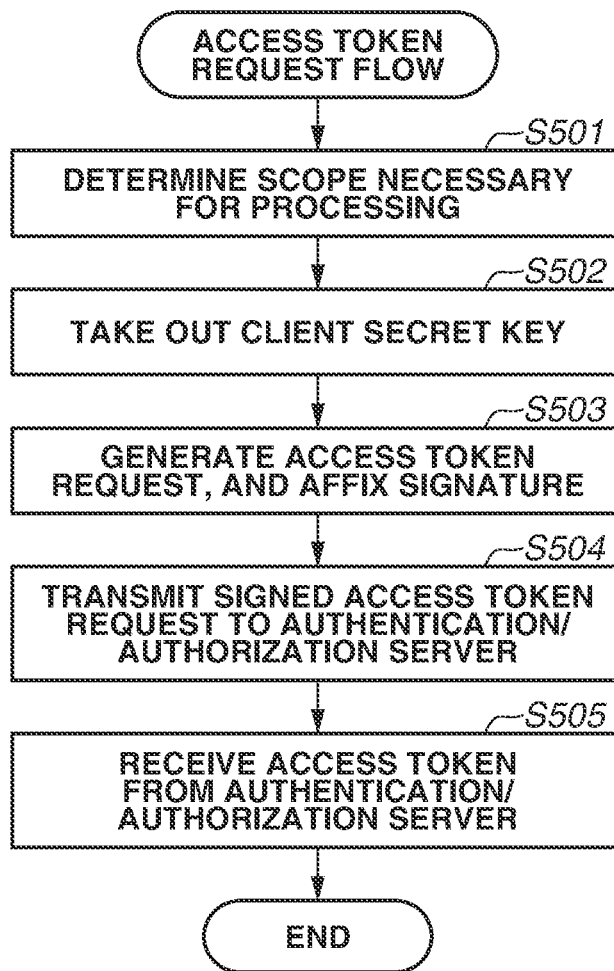 ACCESS TOKEN
REQUEST FLOW
S501
DETERMINE SCOPE NECESSARY
FOR PROCESSING
S502
TAKE OUT CLIENT SECRET KEY
S503
GENERATE ACCESS TOKEN
REQUEST, AND AFFIX SIGNATURE
S504
TRANSMIT SIGNED ACCESS TOKEN
REQUEST TO AUTHENTICATION/
AUTHORIZATION SERVER
S505
RECEIVE ACCESS TOKEN
FROM AUTHENTICATION/
AUTHORIZATION SERVER
END